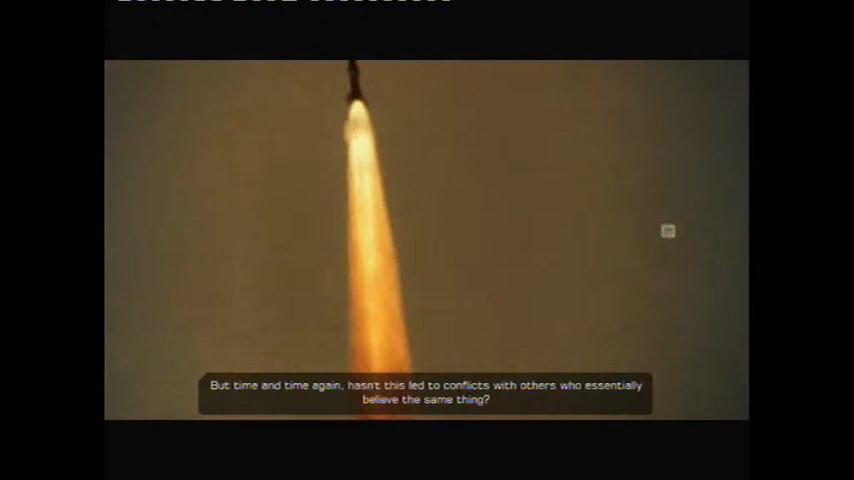 But time and time again, hasn't this led to conflicts with others who essentially
believe the same thing?